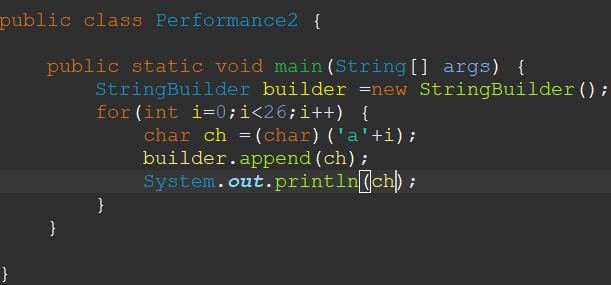 public class Performance2 {
public static void main(String[] args) {
StringBuilder builder =new StringBuilder();
for(int i=0;i<26;i++) {
char ch =(char)('a'+i);
builder.append(ch);
System.out.println(ch);
}
}
}